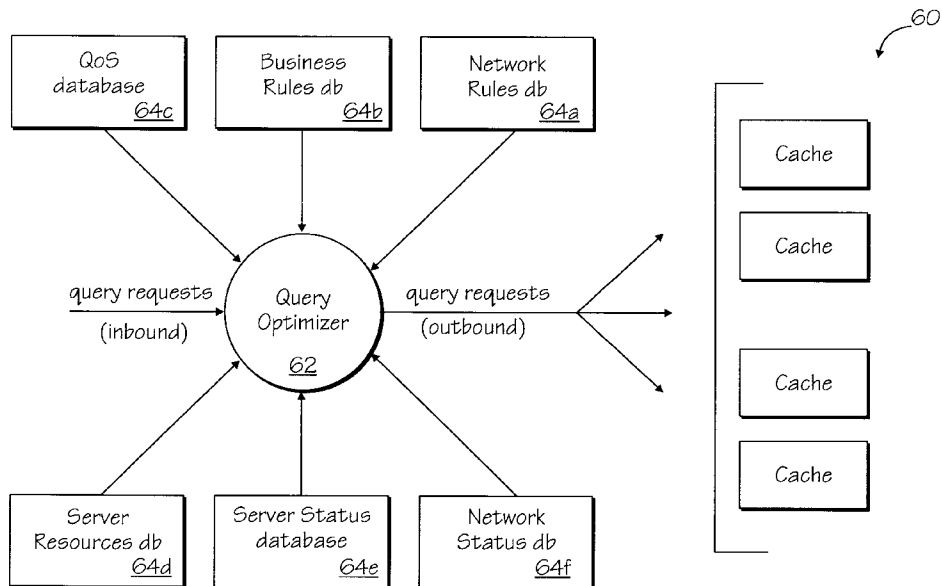 60
QoS
database
64c
Business
Rules db
64b
Network
Rules db
64a
Cache
Cache
query requests
(inbound)
Query
Optimizer
62
query requests
(outbound)
Cache
Cache
Server
Resources db
64d
Server Status
database
64e
Network
Status db
64f